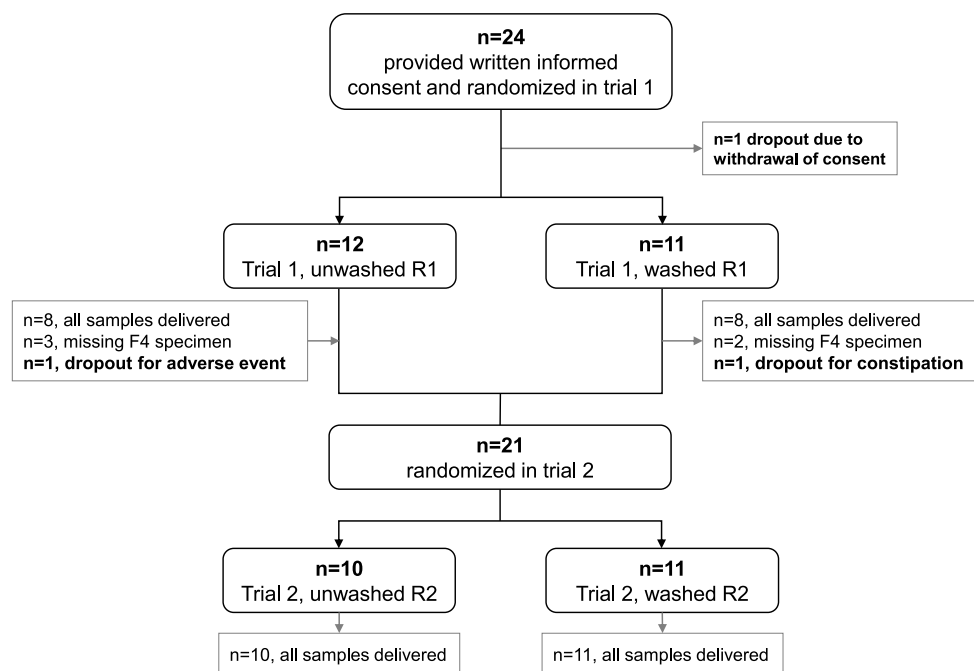 n=24
provided written informed
consent and randomized in trial 1
n=1 dropout due to
withdrawal of consent
n=12
Trial 1, unwashed R1
n=11
Trial 1, washed R1
n=8, all samples delivered
n=3, missing F4 specimen
n=1, dropout for adverse event
n=8, all samples delivered
n=2, missing F4 specimen
n=1, dropout for constipation
n=21
randomized in trial 2
n=10
Trial 2, unwashed R2
n=11
Trial 2, washed R2
n=10, all samples delivered
n=11, all samples delivered